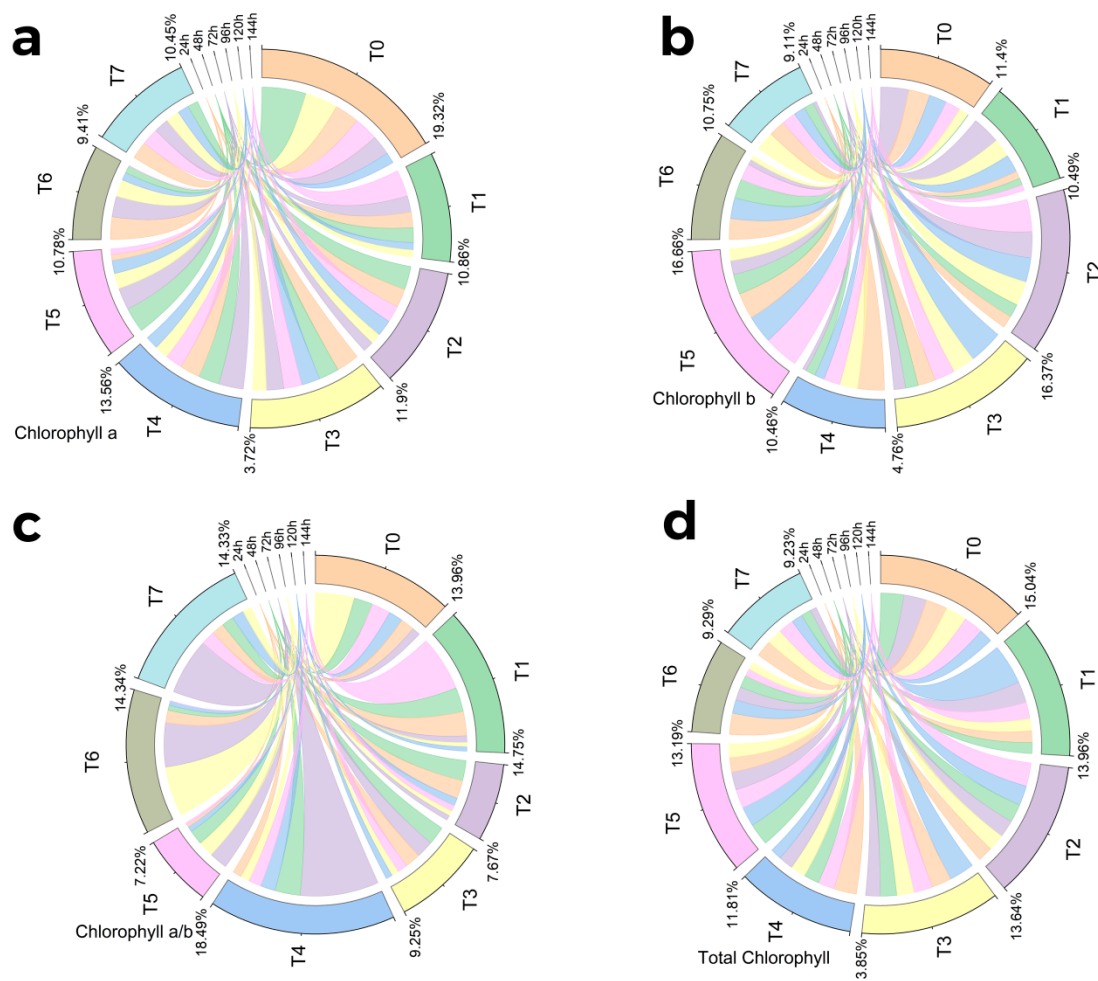 a
10.45%
24h
48h
72h
96h
120h
144h
T0
19.32%
T1
10.86%
T2
11.9%
T3
3.72%
T4
13.56%
T5
10.78%
T6
9.41%
T7
Chlorophyll a
b
9.11%
24h
48h
72h
96h
120h
144h
T0
11.4%
T1
10.49%
T2
16.37%
T3
4.76%
T4
10.46%
T5
16.66%
T6
10.75%
T7
Chlorophyll b
c
14.33%
24h
48h
72h
96h
120h
144h
T0
13.96%
T1
14.75%
T2
7.67%
T3
9.25%
T4
18.49%
T5
7.22%
T6
14.34%
T7
Chlorophyll a/b
d
9.23%
24h
48h
72h
96h
120h
144h
T0
15.04%
T1
13.96%
T2
13.64%
T3
3.85%
T4
11.81%
T5
13.19%
T6
9.29%
T7
Total Chlorophyll